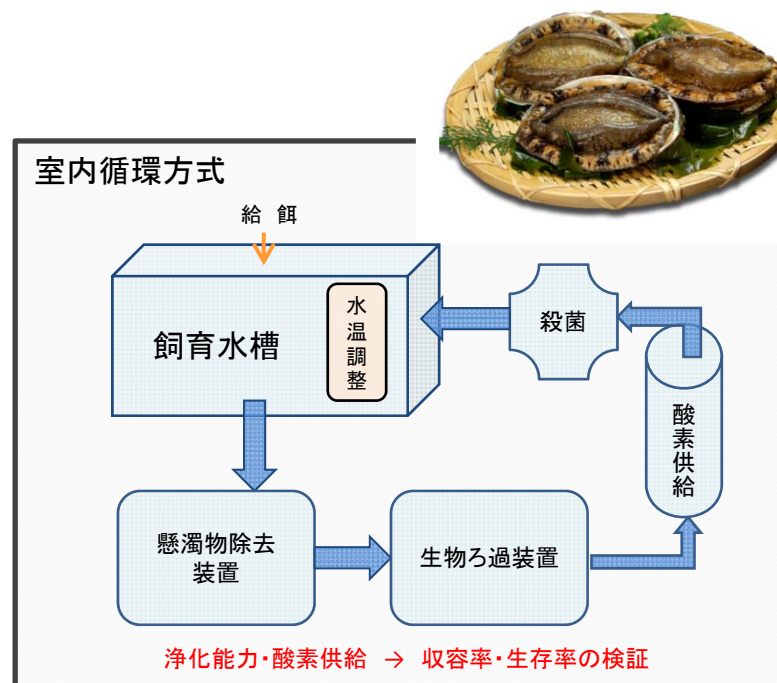 室内循環方式
給 餌
飼育水槽
水温調整
殺菌
酸素供給
懸濁物除去
装置
生物ろ過装置
浄化能力・酸素供給 → 収容率・生存率の検証